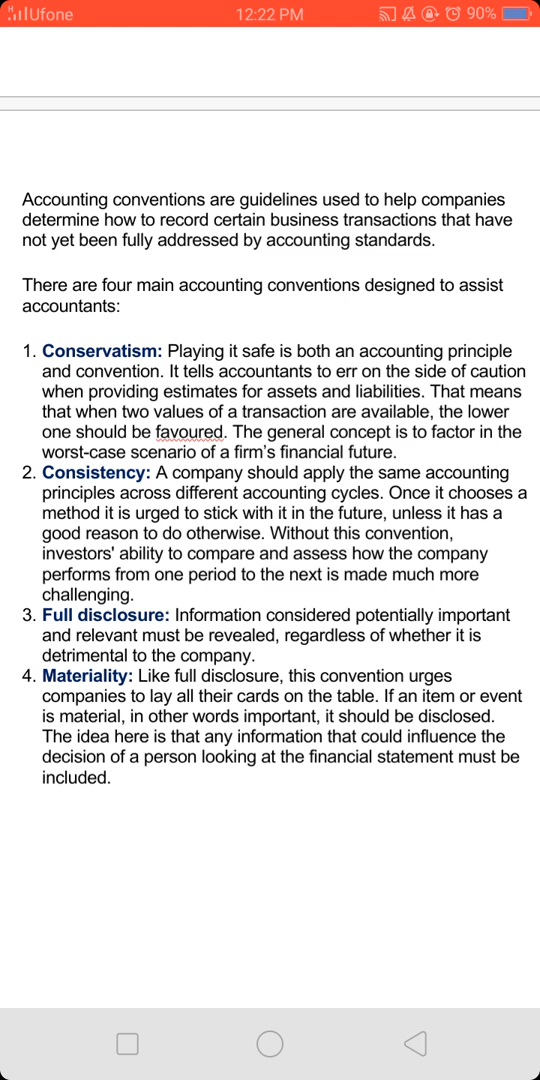 Ufone 12:22 PM 90%
Accounting conventions are guidelines used to help companies
determine how to record certain business transactions that have
not yet been fully addressed by accounting standards.
There are four main accounting conventions designed to assist
accountants:
1. Conservatism: Playing it safe is both an accounting principle
and convention. It tells accountants to err on the side of caution
when providing estimates for assets and liabilities. That means
that when two values of a transaction are available, the lower
one should be favoured. The general concept is to factor in the
worst-case scenario of a firm's financial future.
2. Consistency: A company should apply the same accounting
principles across different accounting cycles. Once it chooses a
method it is urged to stick with it in the future, unless it has a
good reason to do otherwise. Without this convention,
investors' ability to compare and assess how the company
performs from one period to the next is made much more
challenging.
3. Full disclosure: Information considered potentially important
and relevant must be revealed, regardless of whether it is
detrimental to the company.
4. Materiality: Like full disclosure, this convention urges
companies to lay all their cards on the table. If an item or event
is material, in other words important, it should be disclosed.
The idea here is that any information that could influence the
decision of a person looking at the financial statement must be
included.